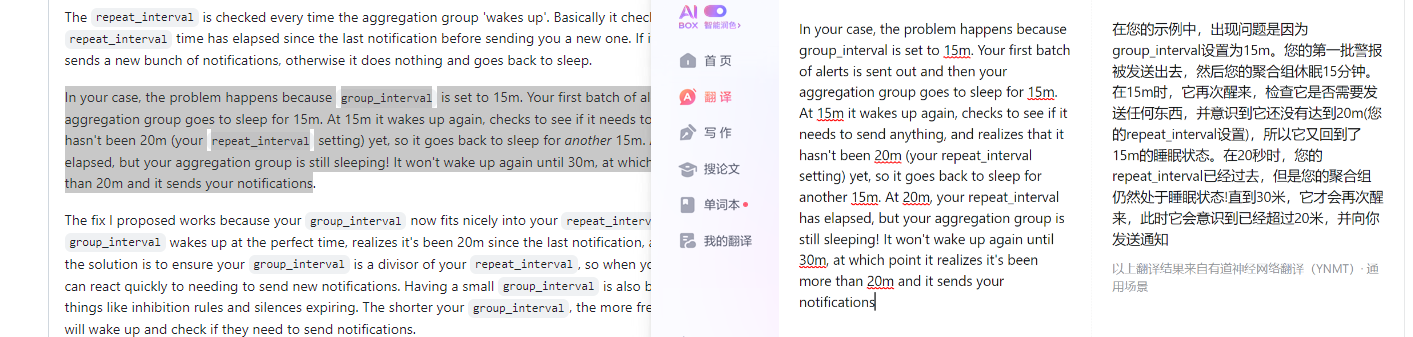 The repeat_interval is checked every time the aggregation group 'wakes up'. Basically it chec
repeat_interval time has elapsed since the last notification before sending you a new one. If i
sends a new bunch of notifications, otherwise it does nothing and goes back to sleep.
In your case, the problem happens because group_interval is set to 15m. Your first batch of al
aggregation group goes to sleep for 15m. At 15m it wakes up again, checks to see if it needs to
hasn't been 20m (your repeat_interval setting) yet, so it goes back to sleep for another 15m.
elapsed, but your aggregation group is still sleeping! It won't wake up again until 30m, at which
than 20m and it sends your notifications.
The fix I proposed works because your group_interval now fits nicely into your repeat_interv
group_interval wakes up at the perfect time, realizes it's been 20m since the last notification, a
the solution is to ensure your group_interval is a divisor of your repeat_interval, so when yo
can react quickly to needing to send new notifications. Having a small group_interval is also b
things like inhibition rules and silences expiring. The shorter your group_interval, the more fre
will wake up and check if they need to send notifications.
AI
BOX 智能润色›
首页
翻译
写作
搜论文
单词本
我的翻译
In your case, the problem happens because
group_interval is set to 15m. Your first batch
of alerts is sent out and then your
aggregation group goes to sleep for 15m.
At 15m it wakes up again, checks to see if it
needs to send anything, and realizes that it
hasn't been 20m (your repeat_interval
setting) yet, so it goes back to sleep for
another 15m. At 20m, your repeat_interval
has elapsed, but your aggregation group is
still sleeping! It won't wake up again until
30m, at which point it realizes it's been
more than 20m and it sends your
notifications
在您的示例中，出现问题是因为
group_interval设置为15m。您的第一批警报
被发送出去，然后您的聚合组休眠15分钟。
在15m时，它再次醒来，检查它是否需要发
送任何东西，并意识到它还没有达到20m(您
的repeat_interval设置)，所以它又回到了
15m的睡眠状态。在20秒时，您的
repeat_interval已经过去，但是您的聚合组
仍然处于睡眠状态!直到30米，它才会再次醒
来，此时它会意识到已经超过20米，并向你
发送通知
以上翻译结果来自有道神经网络翻译（YNMT）· 通
用场景